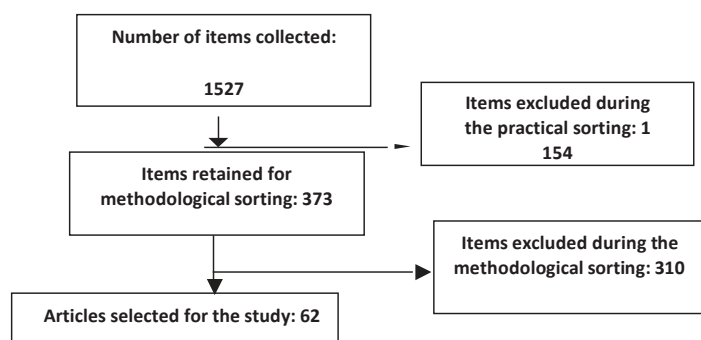 Number of items collected:
1527
Items excluded during
the practical sorting: 1
154
Items retained for
methodological sorting: 373
Items excluded during the
methodological sorting: 310
Articles selected for the study: 62